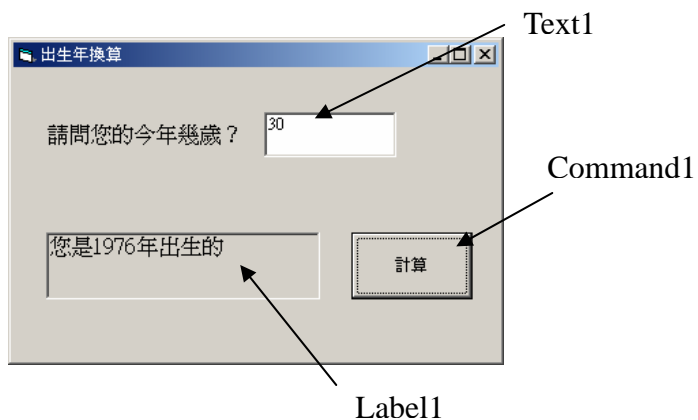 Text1
出生年換算
請問您的今年幾歲？ 30
Command1
您是1976年出生的
計算
Label1